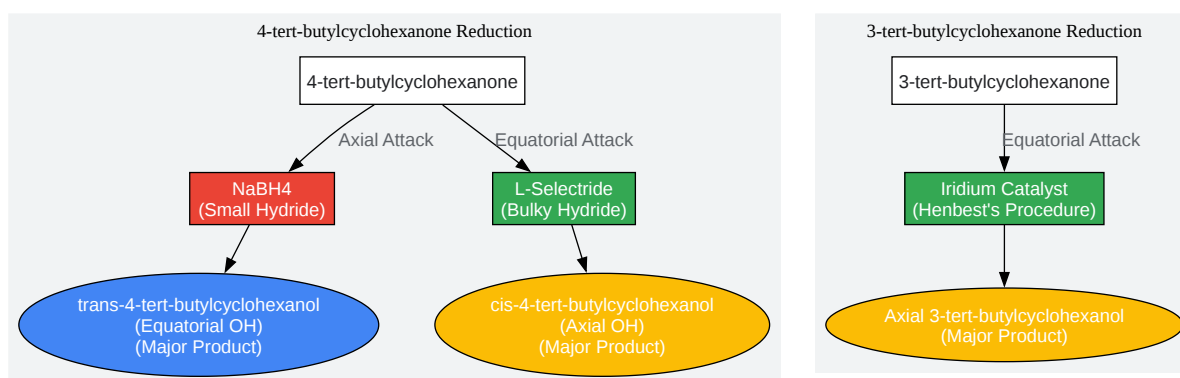 4-tert-butylcyclohexanone Reduction
4-tert-butylcyclohexanone
Axial Attack
Equatorial Attack
NaBH4
(Small Hydride)
L-Selectride
(Bulky Hydride)
trans-4-tert-butylcyclohexanol
(Equatorial OH)
(Major Product)
cis-4-tert-butylcyclohexanol
(Axial OH)
(Major Product)
3-tert-butylcyclohexanone Reduction
3-tert-butylcyclohexanone
Equatorial Attack
Iridium Catalyst
(Henbest's Procedure)
Axial 3-tert-butylcyclohexanol
(Major Product)